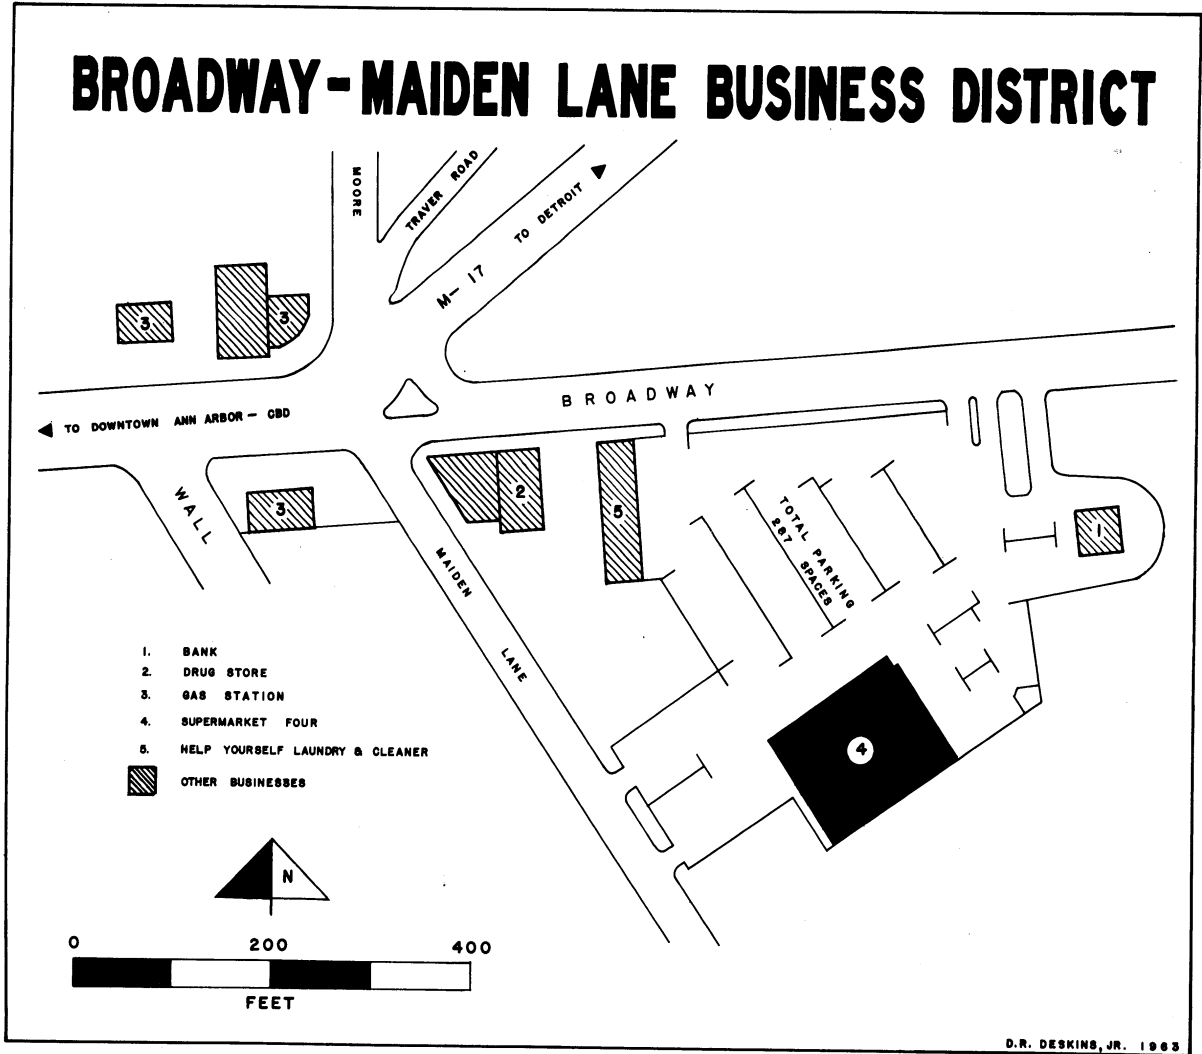 BROADWAY-MAIDEN LANE BUSINESS DISTRICT
MOORE
TRAVER ROAD
TO DETROIT
M-17
3
3
BROADWAY
TO DOWNTOWN ANN ARBOR - CBD
WALL
3
2
5
TOTAL PARKING
287 SPACES
1
MAIDEN
LANE
1. BANK
2. DRUG STORE
3. GAS STATION
4. SUPERMARKET FOUR
5. HELP YOURSELF LAUNDRY & CLEANER
OTHER BUSINESSES
4
N
0 200 400
FEET
D.R. DESKINS, JR. 1963